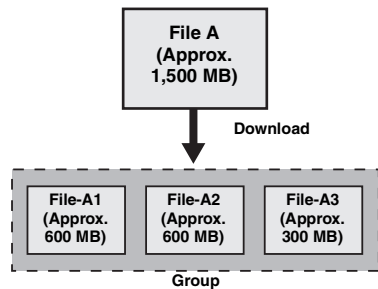 File A
(Approx.
1,500 MB)
Download
File-A1
(Approx.
600 MB)
File-A2
(Approx.
600 MB)
File-A3
(Approx.
300 MB)
Group